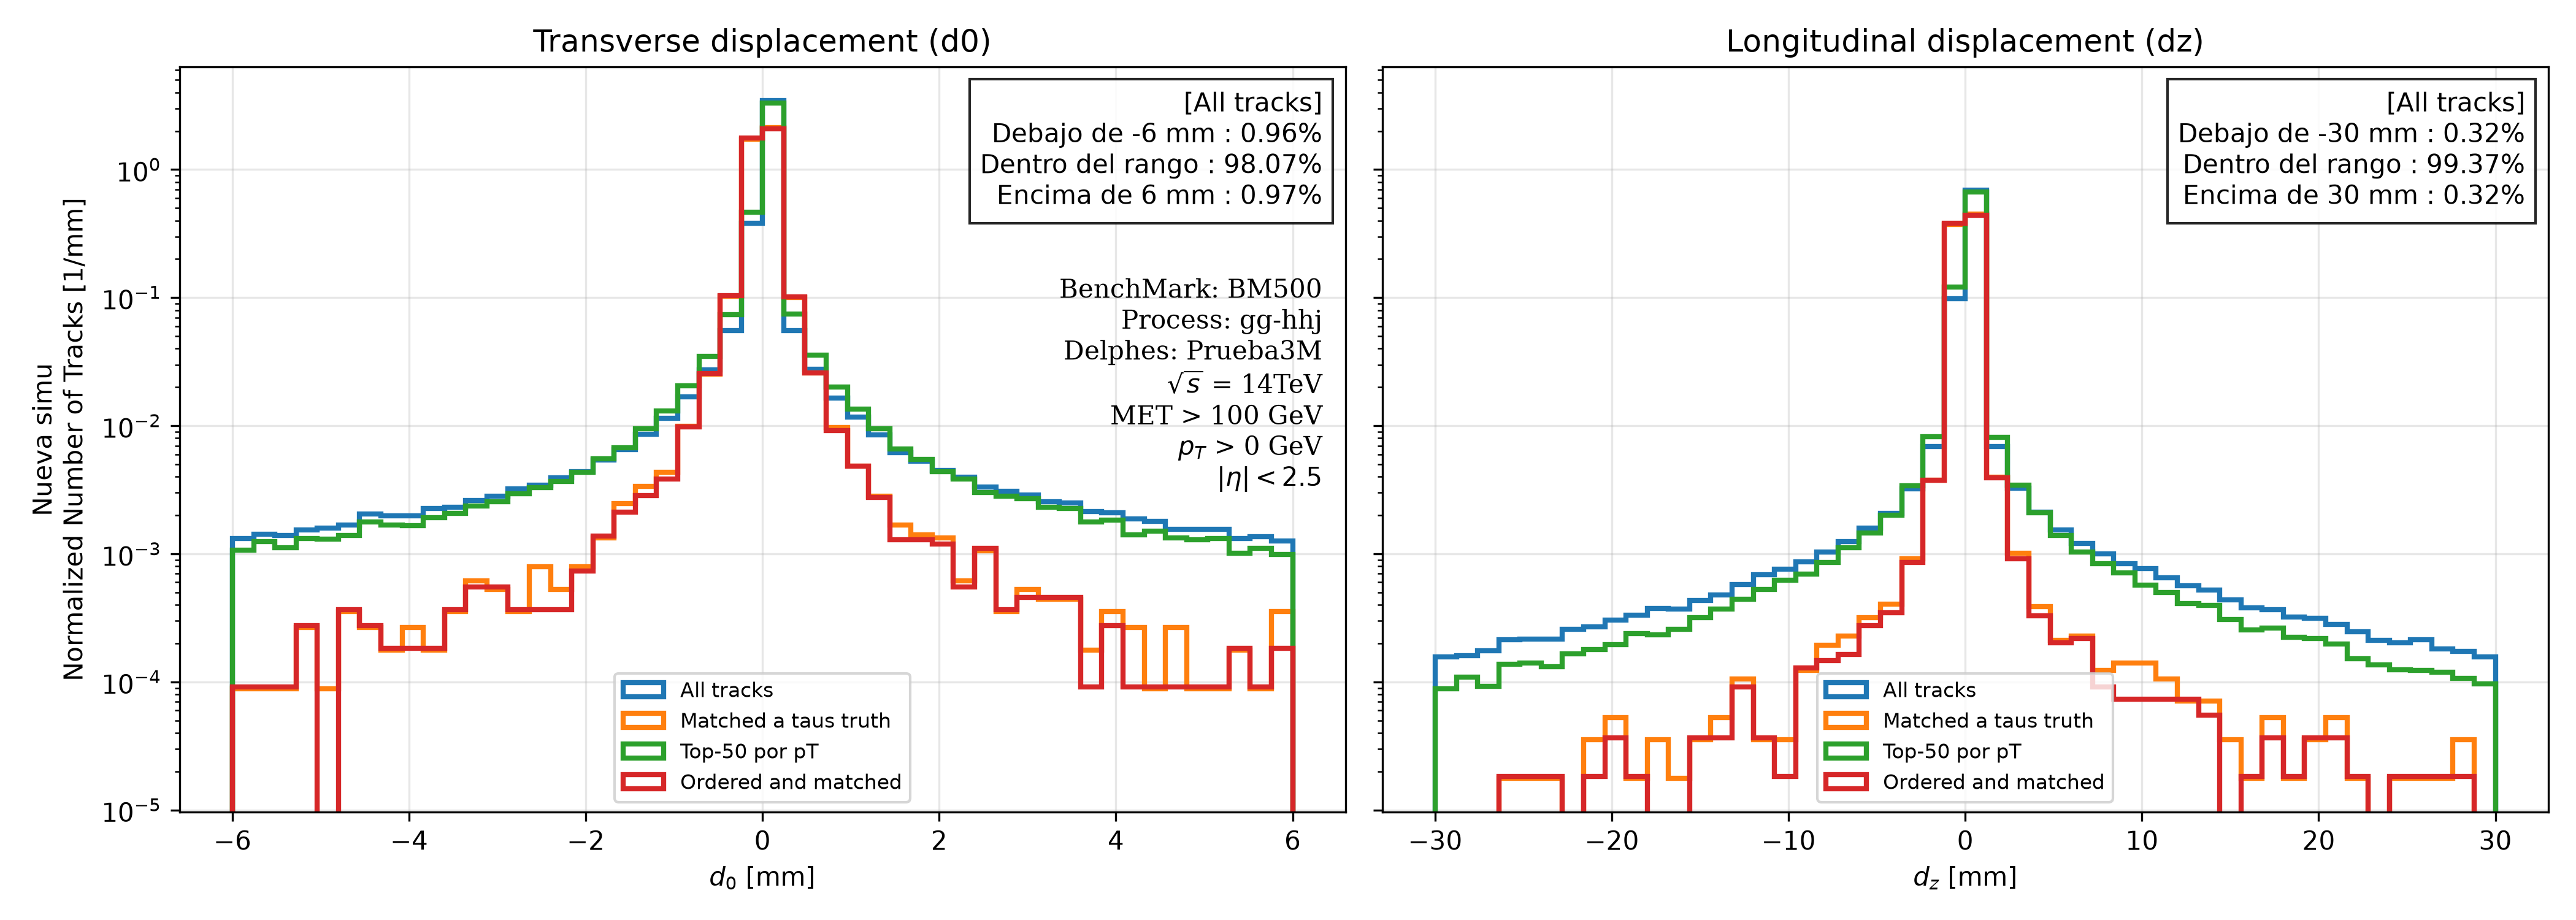 Transverse displacement (d0)
[All tracks]
Debajo de -6 mm : 0.96%
Dentro del rango : 98.07%
Encima de 6 mm : 0.97%
BenchMark: BM500
Process: gg-hhj
Delphes: Prueba3M
√s = 14TeV
MET > 100 GeV
p_T > 0 GeV
|η| < 2.5
Nueva simu
Normalized Number of Tracks [1/mm]
10⁰
10⁻¹
10⁻²
10⁻³
10⁻⁴
10⁻⁵
All tracks
Matched a taus truth
Top-50 por pT
Ordered and matched
−6 −4 −2 0 2 4 6
d₀ [mm]
Longitudinal displacement (dz)
[All tracks]
Debajo de -30 mm : 0.32%
Dentro del rango : 99.37%
Encima de 30 mm : 0.32%
All tracks
Matched a taus truth
Top-50 por pT
Ordered and matched
−30 −20 −10 0 10 20 30
d_z [mm]